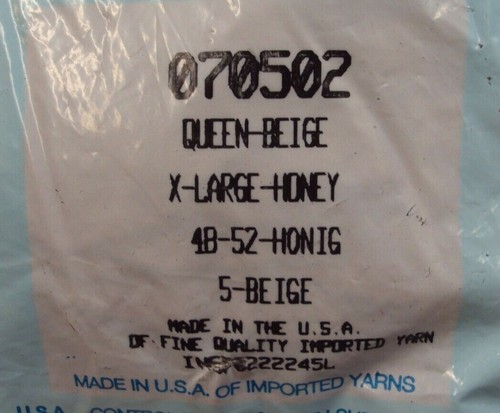 070502
QUEEN-BEIGE
X-LARGE-HONEY
48-52-HONIG
5-BEIGE
MADE IN THE U.S.A.
OF FINE QUALITY IMPORTED YARN
MADE IN U.S.A. OF IMPORTED YARNS
U.S.A.